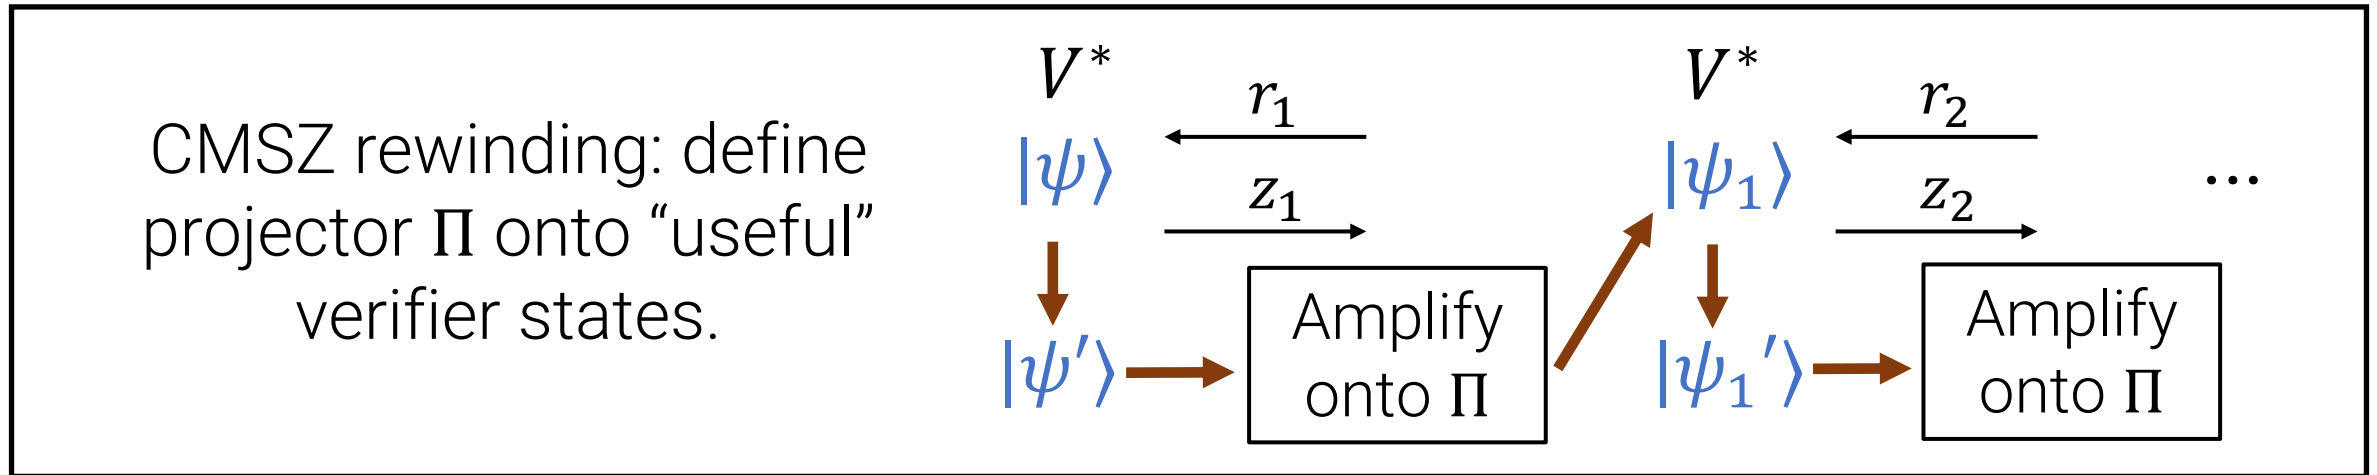 CMSZ rewinding: define
projector Π onto “useful”
verifier states.
V* r₁ V* r₂
|ψ⟩ z₁ |ψ₁⟩ z₂ ...
|ψ′⟩ Amplify |ψ₁′⟩ Amplify
onto Π onto Π